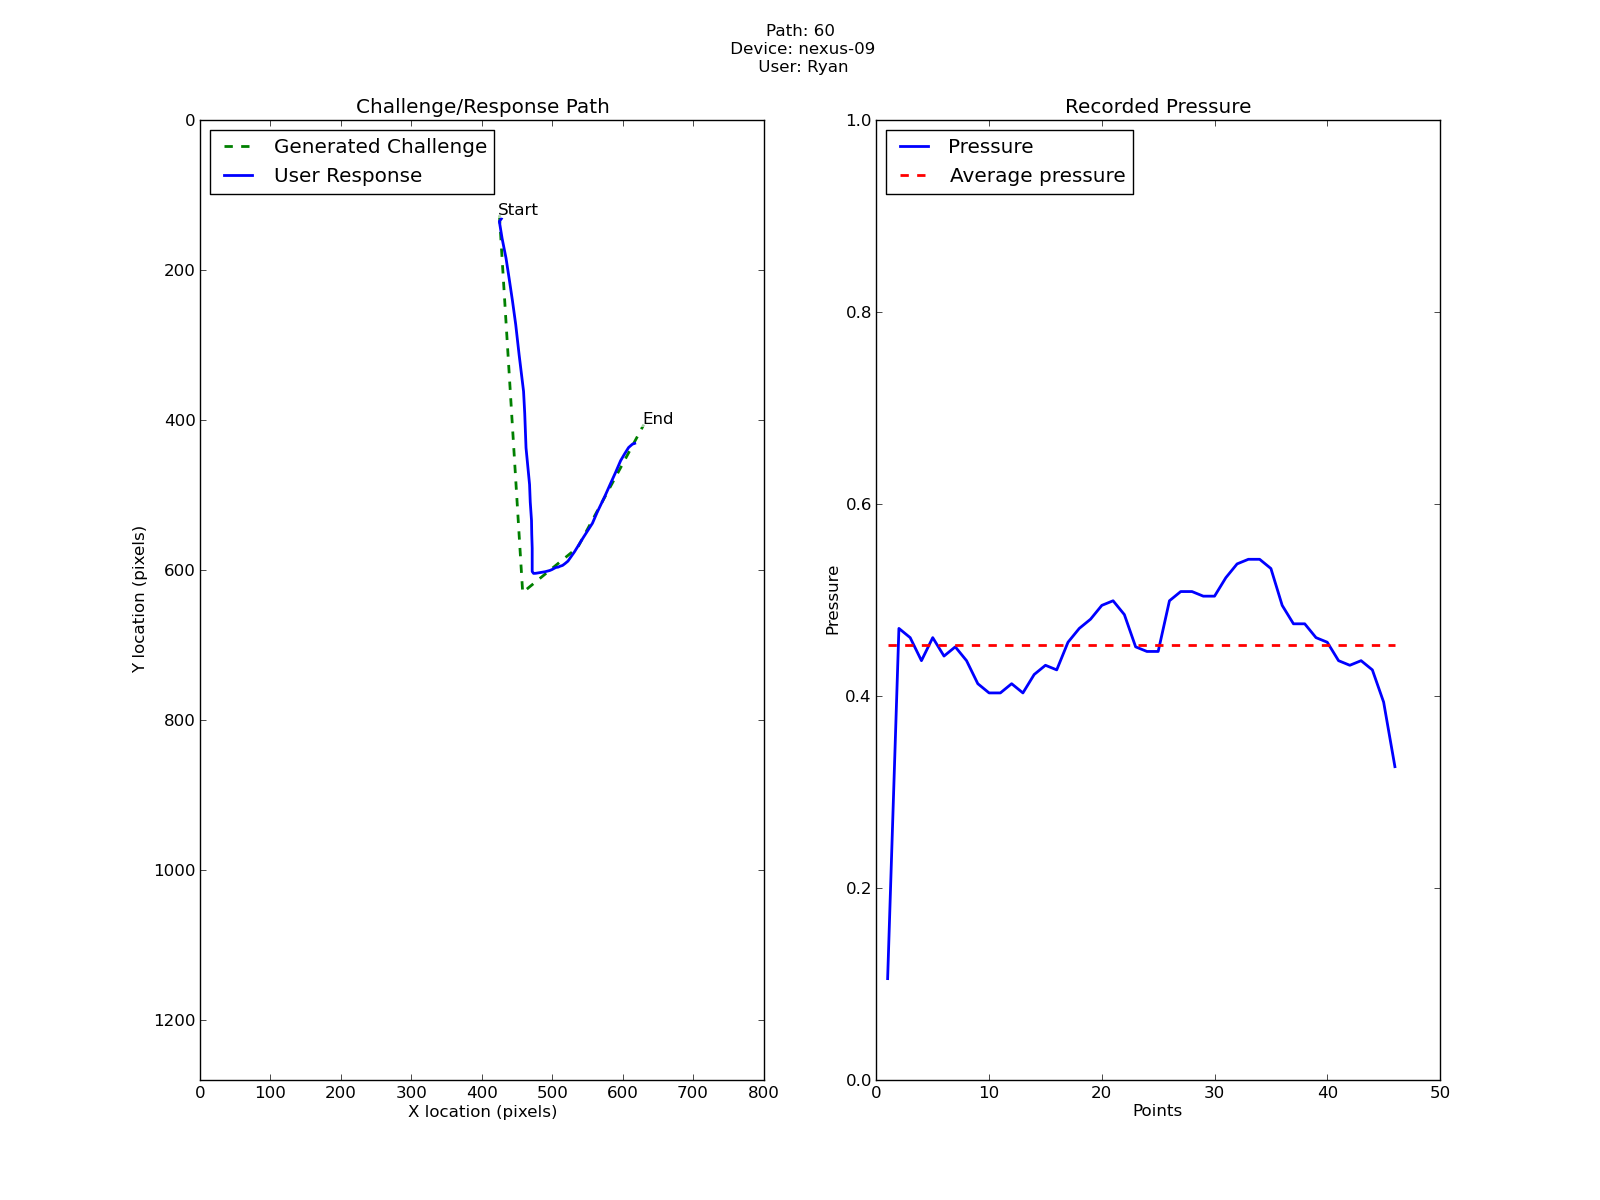 Path: 60
Device: nexus-09
User: Ryan
Challenge/Response Path
Generated Challenge
User Response
Start
End
0
200
400
600
800
1000
1200
Y location (pixels)
0 100 200 300 400 500 600 700 800
X location (pixels)
Recorded Pressure
Pressure
Average pressure
1.0
0.8
0.6
0.4
0.2
0.0
Pressure
0 10 20 30 40 50
Points